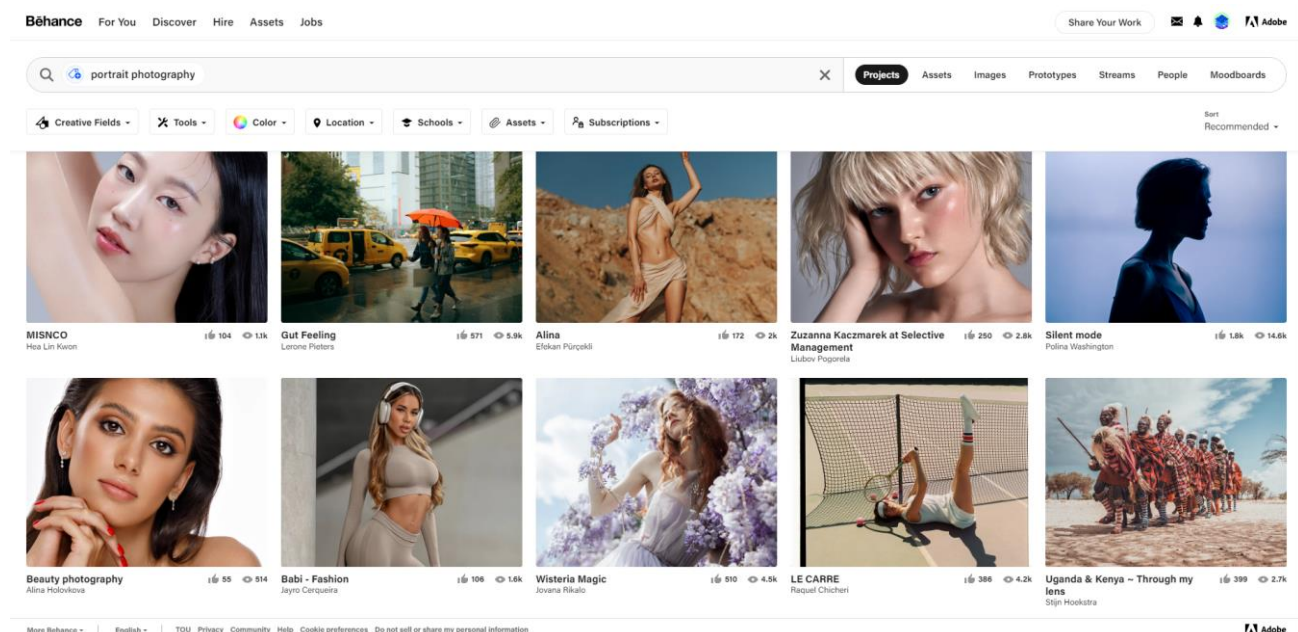 Bēhance For You Discover Hire Assets Jobs Share Your Work Adobe
portrait photography Projects Assets Images Prototypes Streams People Moodboards
Creative Fields Tools Color Location Schools Assets Subscriptions
Sort
Recommended
MISNCO 104 1.1k
Hea Lin Kwon
Gut Feeling 571 5.9k
Lerone Pieters
Alina 172 2k
Efekan Pürçekli
Zuzanna Kaczmarek at Selective 250 2.8k
Management
Liubov Pogorela
Silent mode 1.8k 14.6k
Polina Washington
Beauty photography 55 514
Alina Holovkova
Babi - Fashion 106 1.6k
Jayro Cerqueira
Wisteria Magic 510 4.5k
Jovana Rikalo
LE CARRE 386 4.2k
Raquel Chicheri
Uganda & Kenya ~ Through my 399 2.7k
lens
Stijn Hoekstra
More Behance English TOU Privacy Community Help Cookie preferences Do not sell or share my personal information Adobe